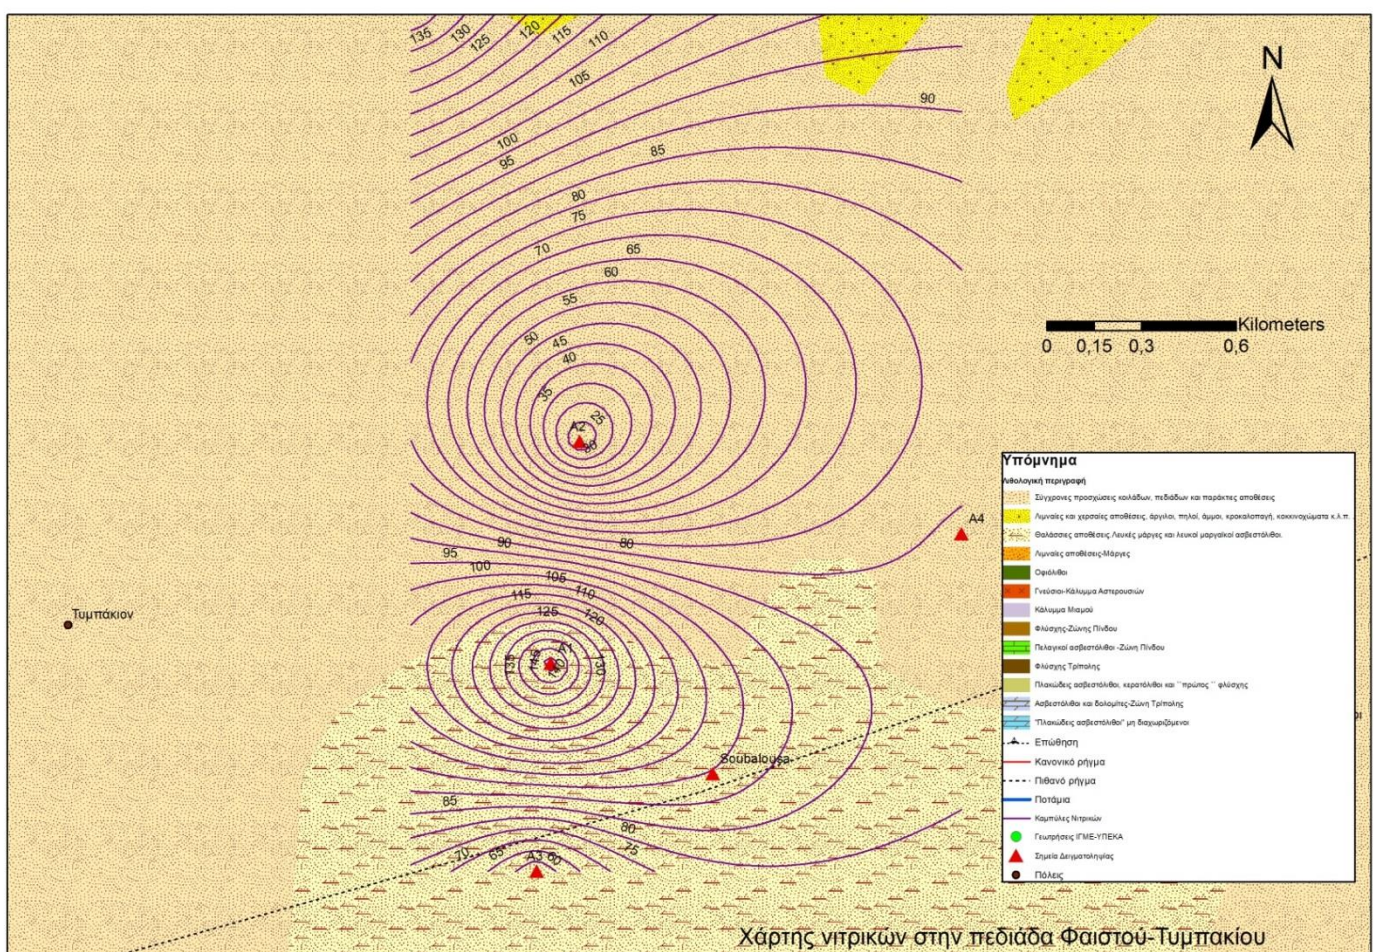 135
130
125
120
115
110
105
100
95
90
85
80
75
70
65
60
55
50
45
40
35
25
A2
30
N
Kilometers
0 0,15 0,3 0,6
A4
90
80
95
100
105
110
115
120
125
130
135
145
140
A1
Τυμπάκιον
Soubalousa
85
80
75
70
65
A3 60
Υπόμνημα
Λιθολογική περιγραφή
Σύγχρονες προσχώσεις κοιλάδων, πεδιάδων και παράκτιες αποθέσεις
Λιμναίες και χερσαίες αποθέσεις, άργιλοι, πηλοί, άμμοι, κροκαλοπαγή, κοκκινοχώματα κ.λ.π.
Θαλάσσιες αποθέσεις.Λευκές μάργες και λευκοί μαργαϊκοί ασβεστόλιθοι.
Λιμναίες αποθέσεις-Μάργες
Οφιόλιθοι
Γνεύσιοι-Κάλυμμα Αστερουσιών
Κάλυμμα Μιαμού
Φλύσχης-Ζώνης Πίνδου
Πελαγικοί ασβεστόλιθοι -Ζώνη Πίνδου
Φλύσχης Τρίπολης
Πλακώδεις ασβεστόλιθοι, κερατόλιθοι και ``πρώτος `` φλύσχης
Ασβεστόλιθοι και δολομίτες-Ζώνη Τρίπολης
"Πλακώδεις ασβεστόλιθοι" μη διαχωριζόμενοι
Επώθηση
Κανονικό ρήγμα
Πιθανό ρήγμα
Ποτάμια
Καμπύλες Νιτρικών
Γεωτρήσεις ΙΓΜΕ-ΥΠΕΚΑ
Σημεία Δειγματοληψίας
Πόλεις
Χάρτης νιτρικών στην πεδιάδα Φαιστού-Τυμπακίου